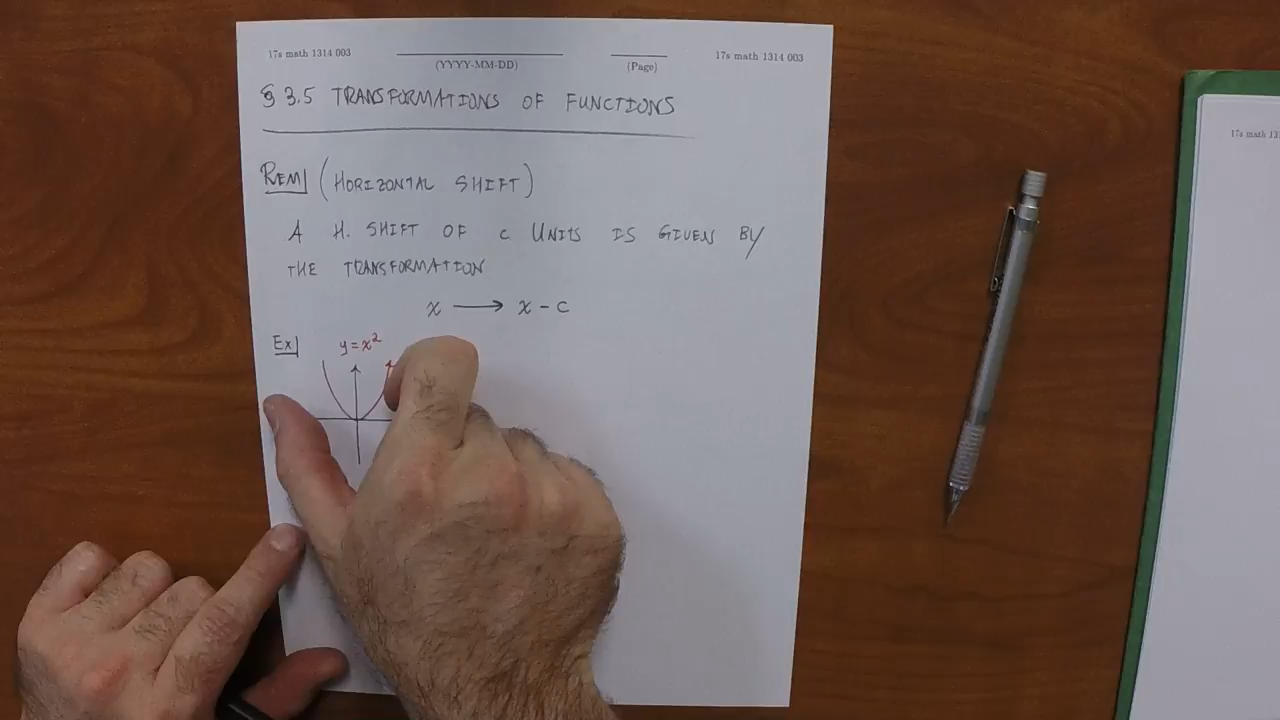 17s math 1314 003
(YYYY-MM-DD)
(Page)
17s math 1314 003
§ 3.5 TRANSFORMATIONS OF FUNCTIONS
REM (HORIZONTAL SHIFT)
A H. SHIFT OF c UNITS IS GIVEN BY
THE TRANSFORMATION
x ⟶ x - c
Ex
y = x²
17s math